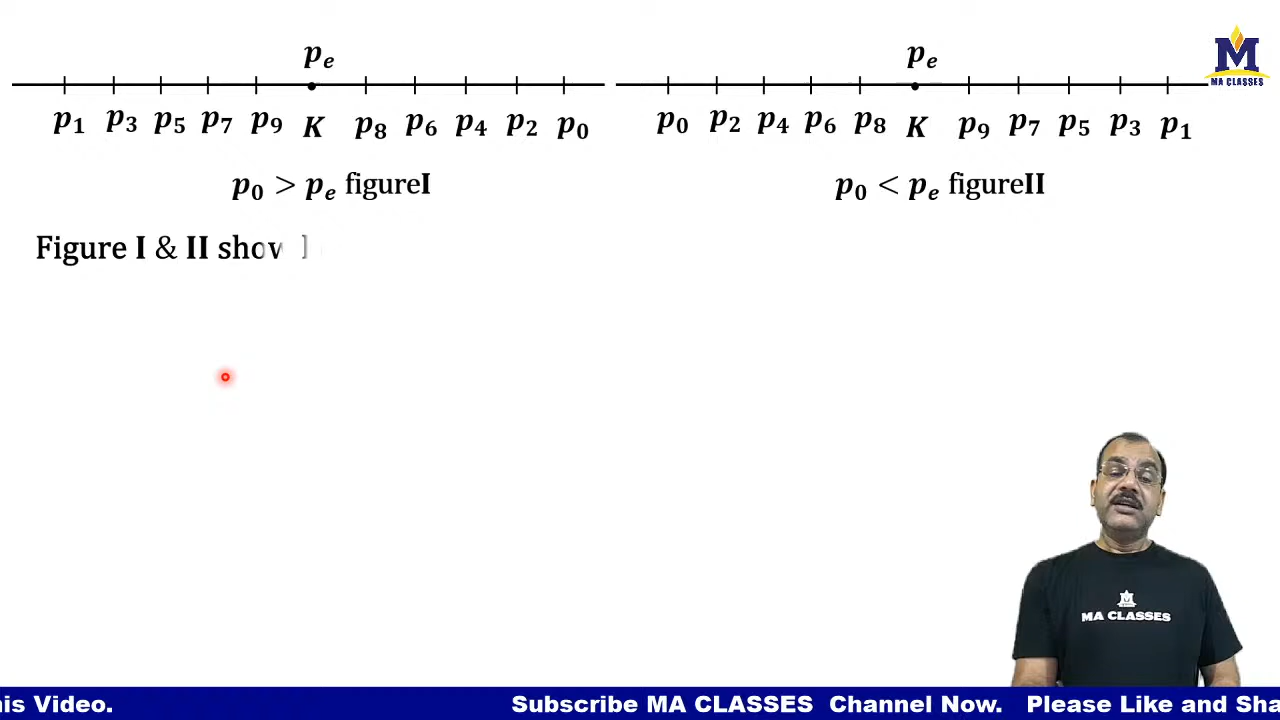 p_e
p_1 p_3 p_5 p_7 p_9 K p_8 p_6 p_4 p_2 p_0
p_0 > p_e figureI
p_e
p_0 p_2 p_4 p_6 p_8 K p_9 p_7 p_5 p_3 p_1
p_0 < p_e figureII
M
MA CLASSES
Figure I & II
MA CLASSES
his Video. Subscribe MA CLASSES Channel Now. Please Like and Sha